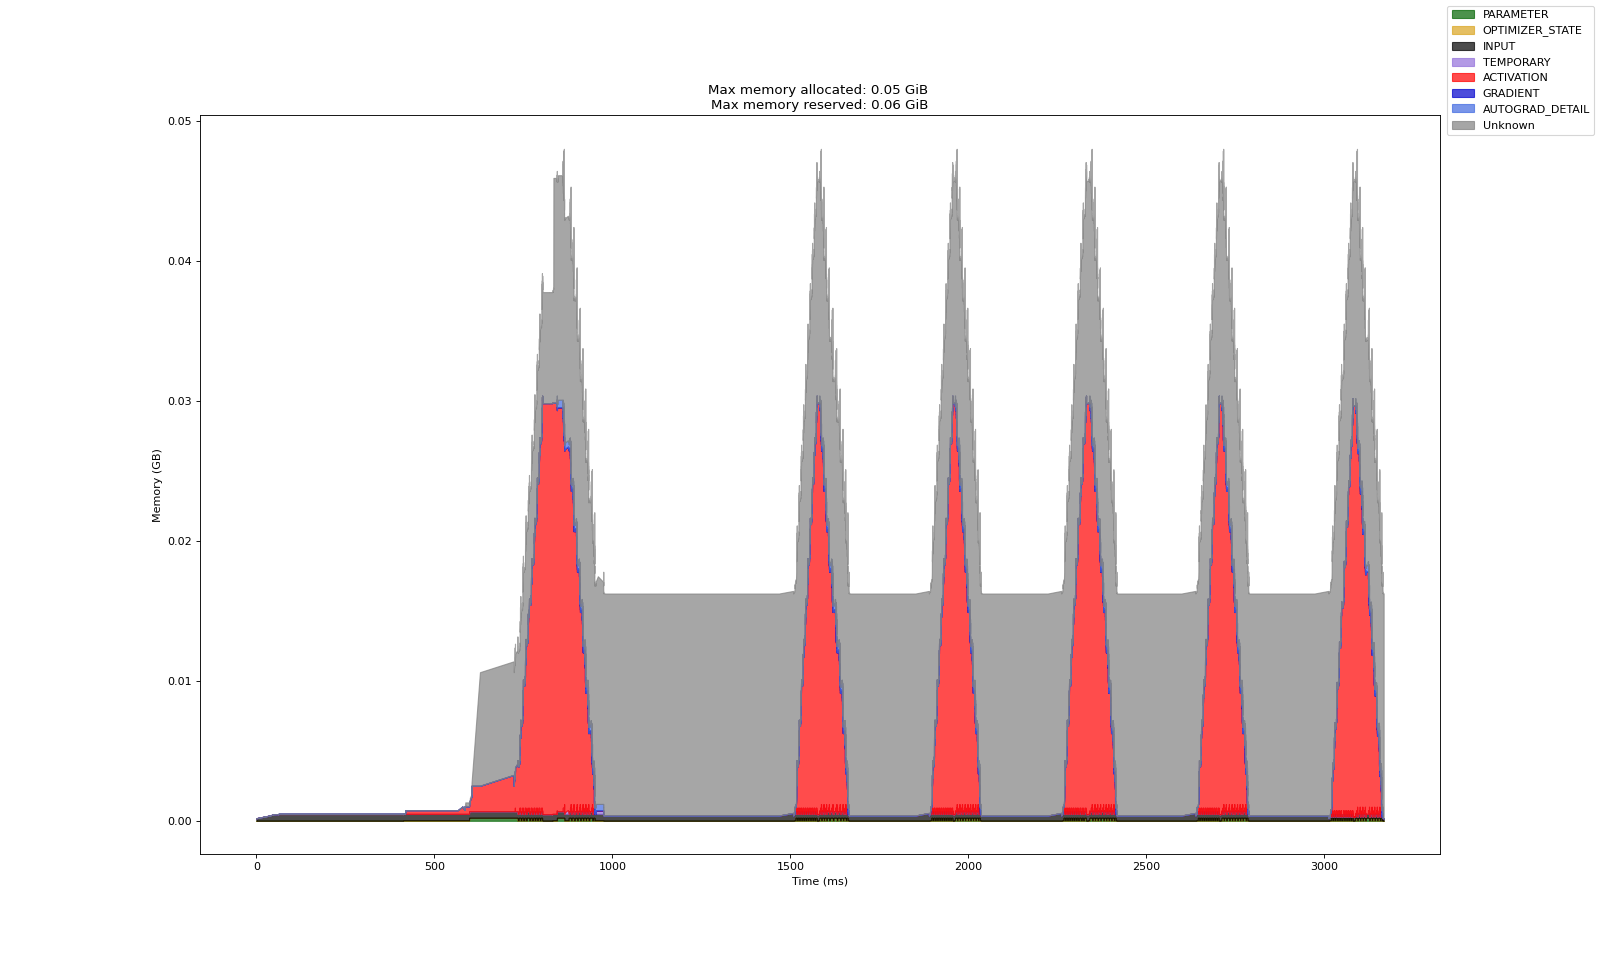 PARAMETER
OPTIMIZER_STATE
INPUT
TEMPORARY
ACTIVATION
GRADIENT
AUTOGRAD_DETAIL
Unknown
Max memory allocated: 0.05 GiB
Max memory reserved: 0.06 GiB
0.05
0.04
0.03
0.02
0.01
0.00
Memory (GB)
0 500 1000 1500 2000 2500 3000
Time (ms)